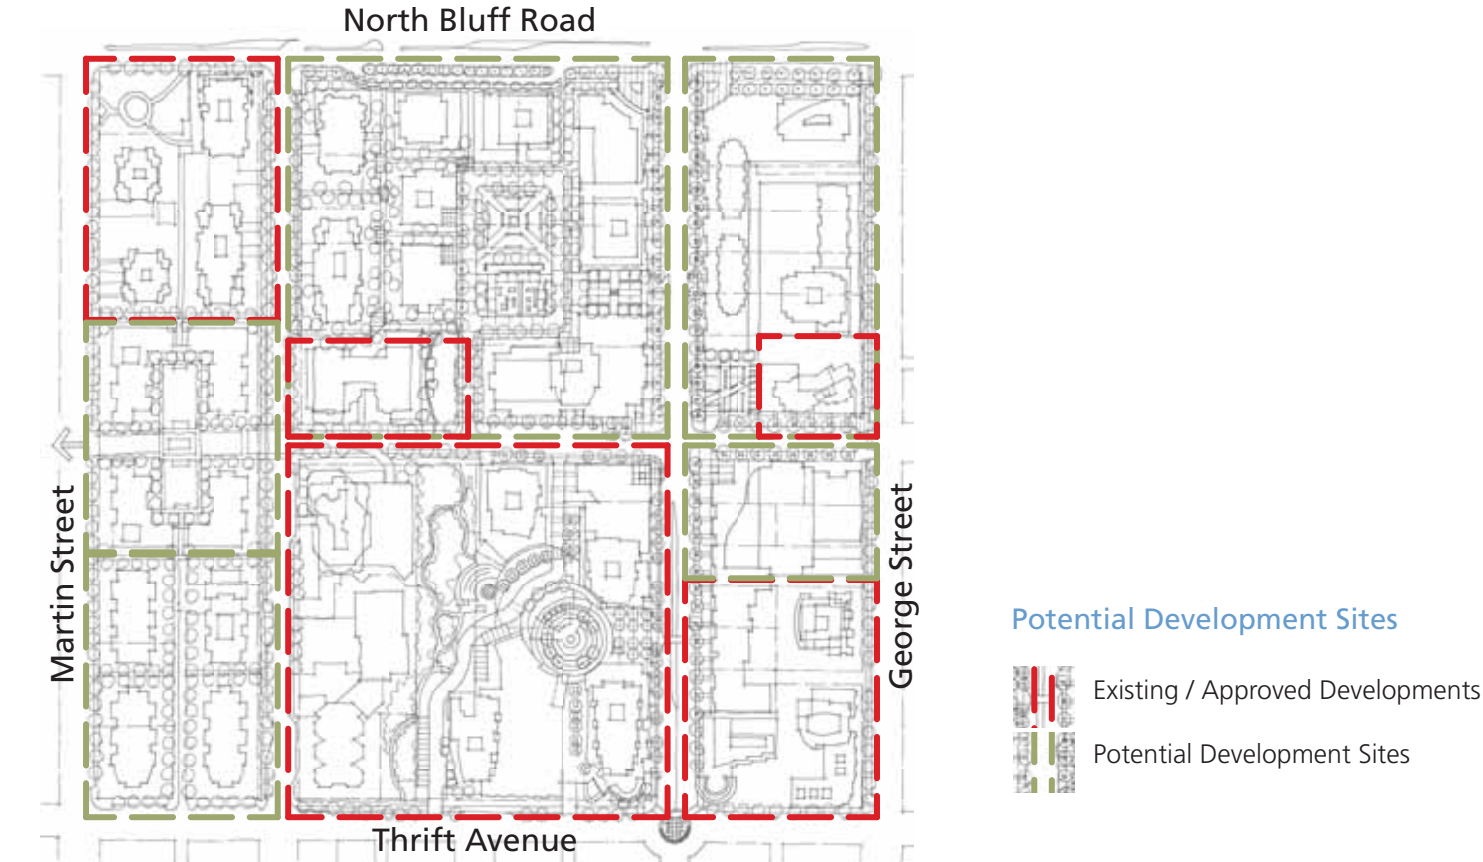 North Bluff Road
Martin Street
George Street
Thrift Avenue
Potential Development Sites
Existing / Approved Developments
Potential Development Sites